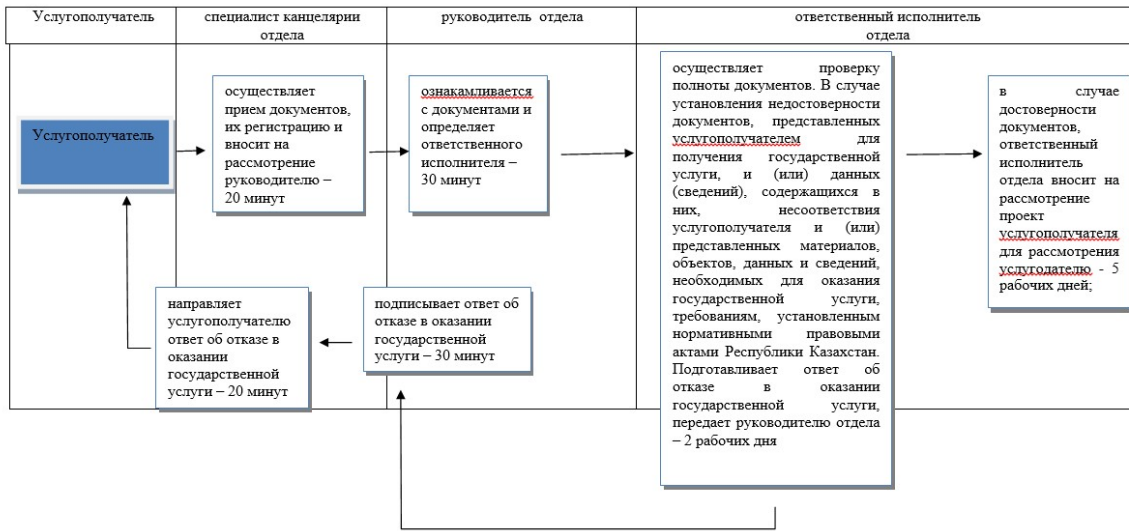 Услугополучатель
специалист канцелярии
отдела
руководитель отдела
ответственный исполнитель
отдела
Услугополучатель
осуществляет
прием документов,
их регистрацию и
вносит на
рассмотрение
руководителю –
20 минут
ознакамливается
с документами и
определяет
ответственного
исполнителя –
30 минут
осуществляет проверку
полноты документов. В случае
установления недостоверности
документов, представленных
услугополучателем для
получения государственной
услуги, и (или) данных
(сведений), содержащихся в
них, несоответствия
услугополучателя и (или)
представленных материалов,
объектов, данных и сведений,
необходимых для оказания
государственной услуги,
требованиям, установленным
нормативными правовыми
актами Республики Казахстан.
Подготавливает ответ об
отказе в оказании
государственной услуги,
передает руководителю отдела
– 2 рабочих дня
в случае
достоверности
документов,
ответственный
исполнитель
отдела вносит на
рассмотрение
проект
услугополучателя
для рассмотрения
услугодателю - 5
рабочих дней;
направляет
услугополучателю
ответ об отказе в
оказании
государственной
услуги – 20 минут
подписывает ответ об
отказе в оказании
государственной
услуги – 30 минут